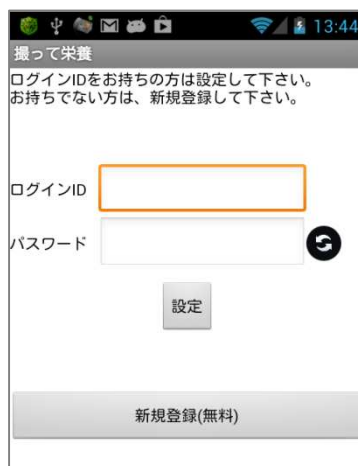 13:44
撮って栄養
ログインIDをお持ちの方は設定して下さい。
お持ちでない方は、新規登録して下さい。
ログインID
パスワード
設定
新規登録(無料)